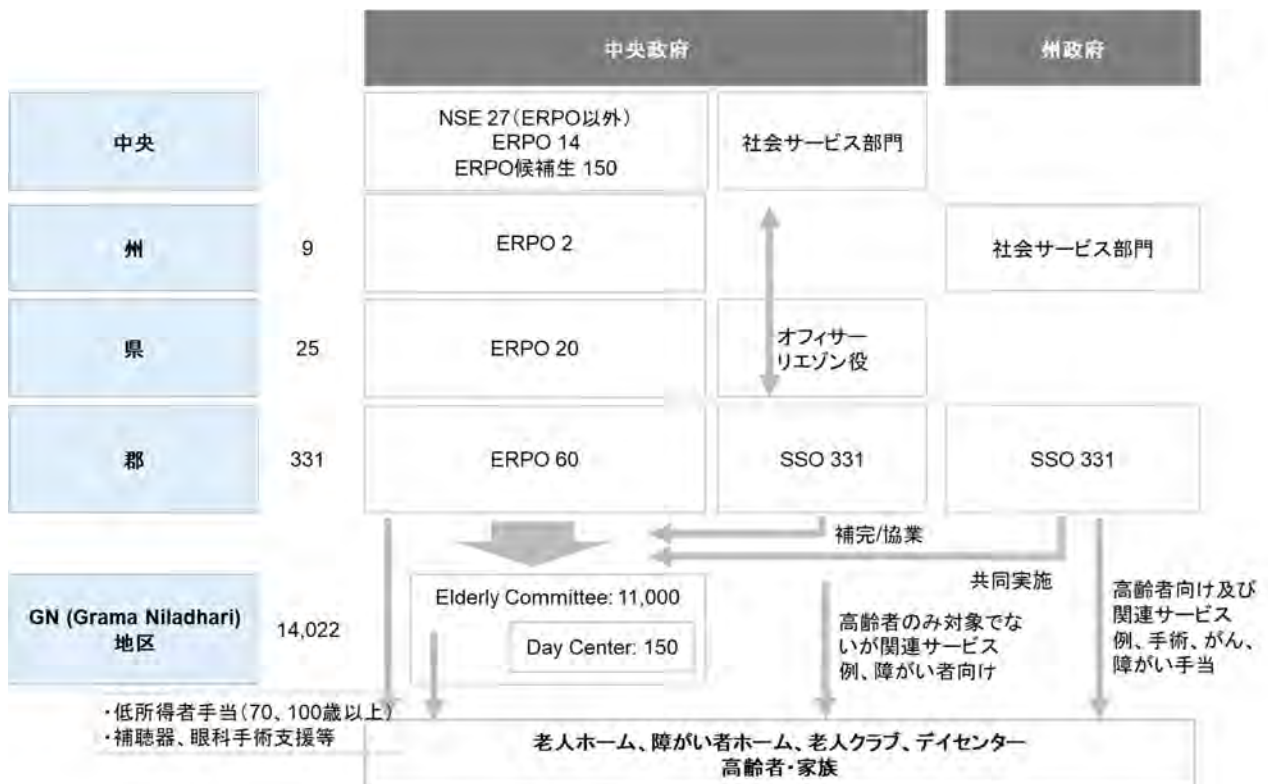 中央政府
州政府
中央
NSE 27（ERPO以外）
ERPO 14
ERPO候補生 150
社会サービス部門
州
9
ERPO 2
社会サービス部門
県
25
ERPO 20
オフィサー
リエゾン役
郡
331
ERPO 60
SSO 331
SSO 331
補完/協業
共同実施
GN (Grama Niladhari)
地区
14,022
Elderly Committee: 11,000
Day Center: 150
高齢者のみ対象でな
いが関連サービス
例、障がい者向け
高齢者向け及び
関連サービス
例、手術、がん、
障がい手当
・低所得者手当（70、100歳以上）
・補聴器、眼科手術支援等
老人ホーム、障がい者ホーム、老人クラブ、デイセンター
高齢者・家族